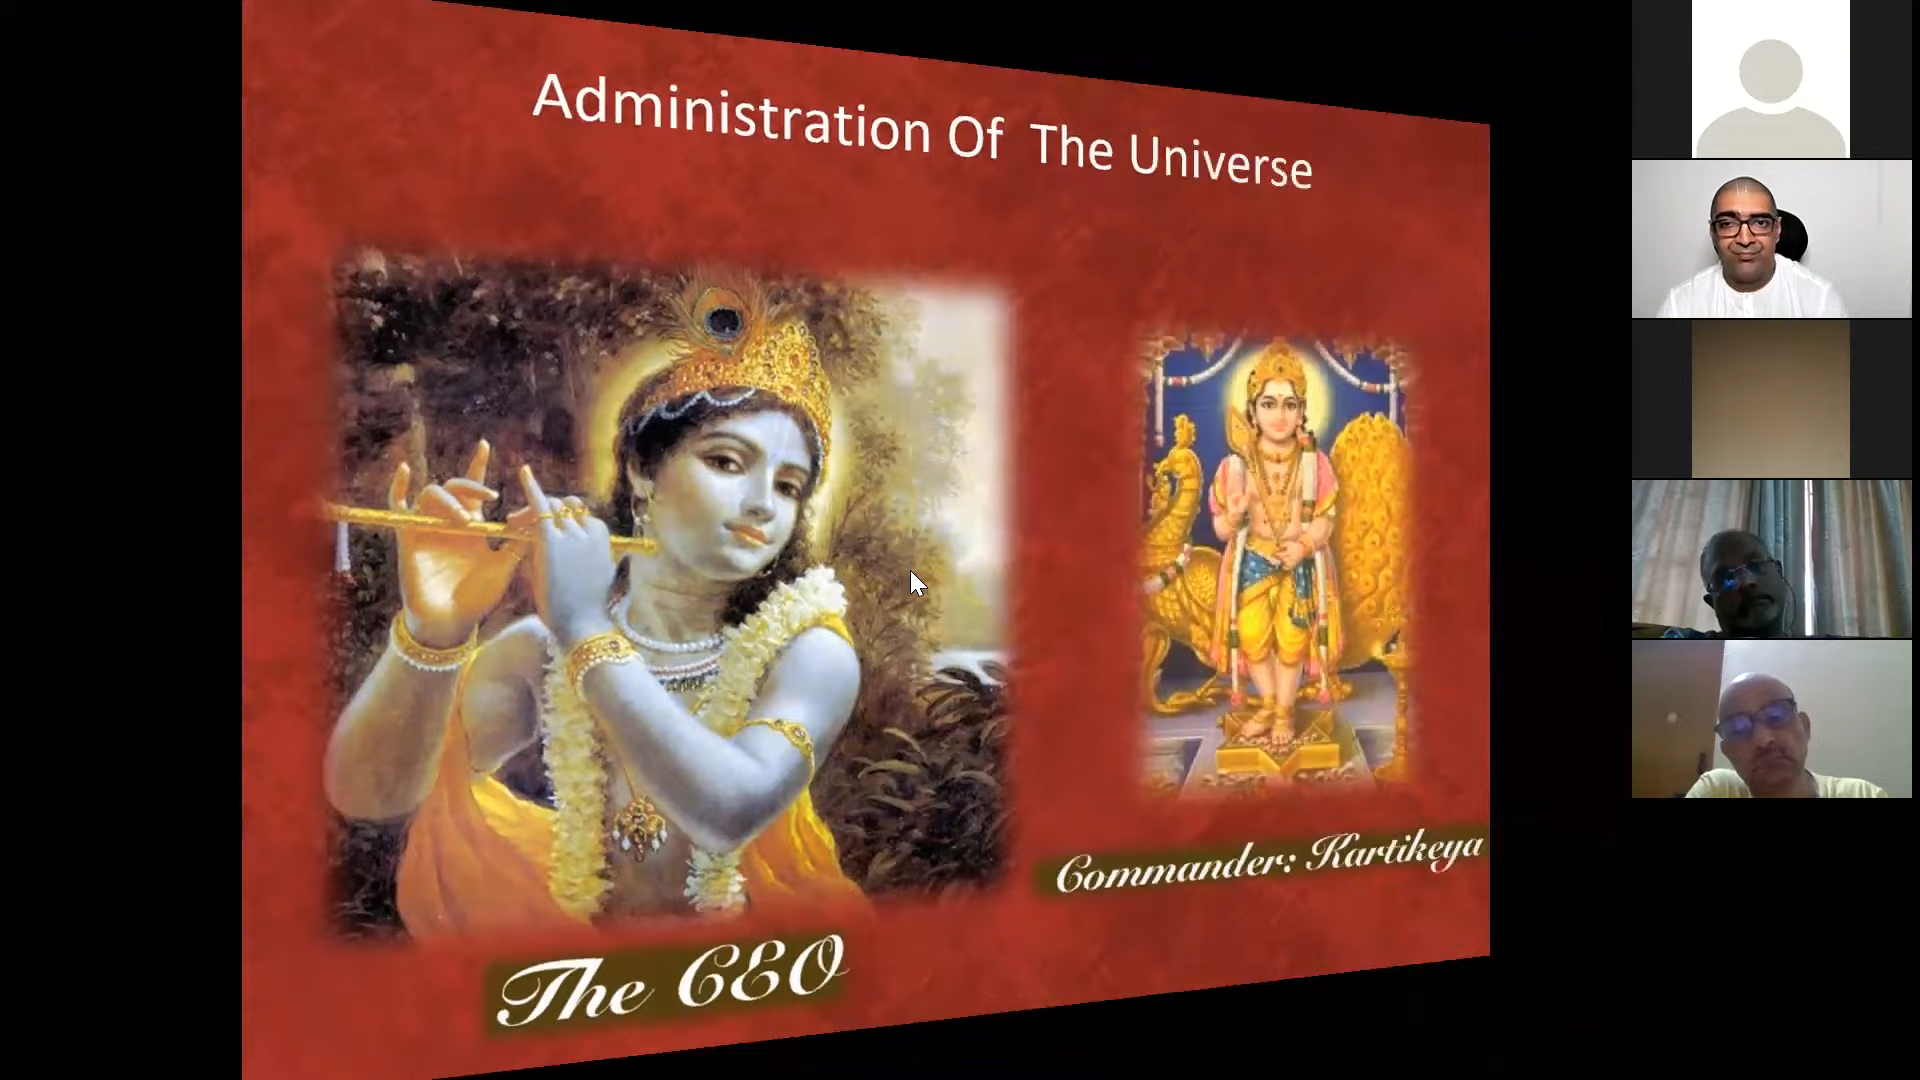 Administration Of The Universe
Commander: Kartikeya
The CEO